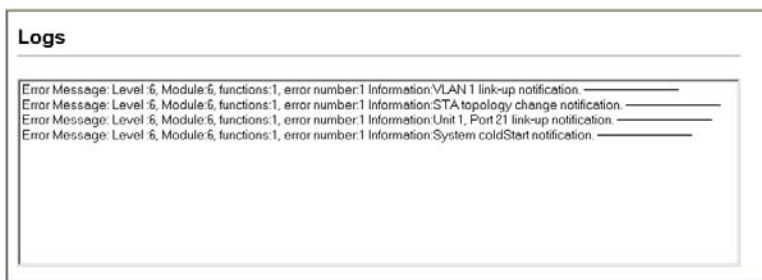 Logs
Error Message: Level :6, Module:6, functions:1, error number:1 Information:VLAN 1 link-up notification.
Error Message: Level :6, Module:6, functions:1, error number:1 Information:STA topology change notification.
Error Message: Level :6, Module:6, functions:1, error number:1 Information:Unit 1, Port 21 link-up notification.
Error Message: Level :6, Module:6, functions:1, error number:1 Information:System coldStart notification.